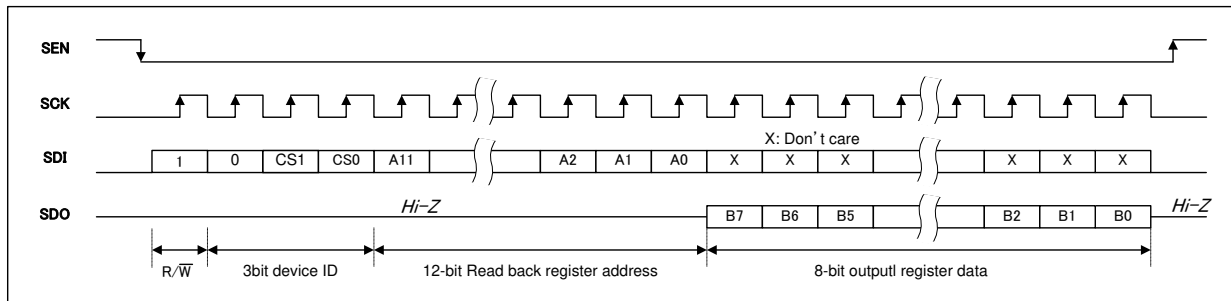 SEN
SCK
X: Don't care
SDI 1 0 CS1 CS0 A11 A2 A1 A0 X X X X X X
Hi-Z
SDO B7 B6 B5 B2 B1 B0 Hi-Z
R/W̅ 3bit device ID 12-bit Read back register address 8-bit outputl register data